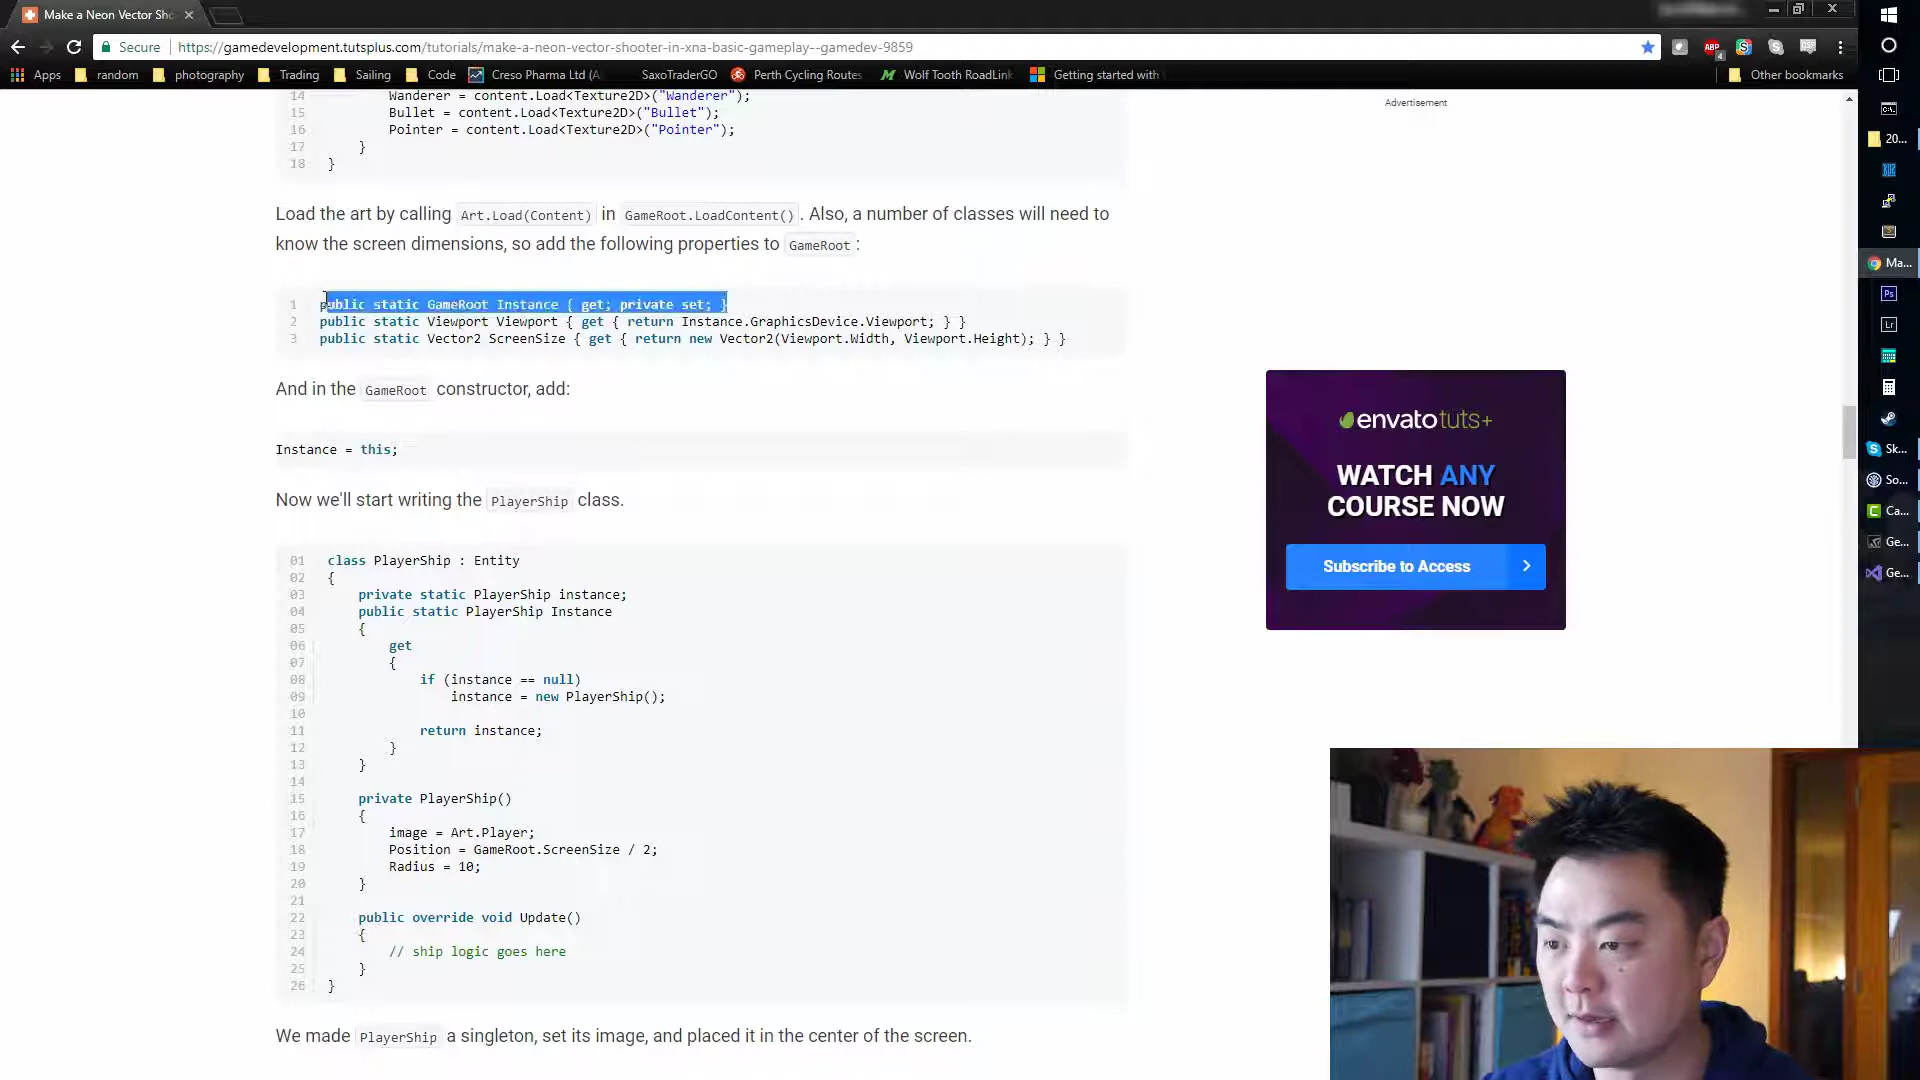 Make a Neon Vector Sho
Secure
https://gamedevelopment.tutsplus.com/tutorials/make-a-neon-vector-shooter-in-xna-basic-gameplay--gamedev-9859
ABP
4
Apps
random
photography
Trading
Sailing
Code
Creso Pharma Ltd (A
SaxoTraderGO
Perth Cycling Routes
Wolf Tooth RoadLink
Getting started with
Other bookmarks
14 Wanderer = content.Load<Texture2D>("Wanderer");
15 Bullet = content.Load<Texture2D>("Bullet");
16 Pointer = content.Load<Texture2D>("Pointer");
17 }
18 }
Load the art by calling Art.Load(Content) in GameRoot.LoadContent() . Also, a number of classes will need to
know the screen dimensions, so add the following properties to GameRoot :
1 public static GameRoot Instance { get; private set; }
2 public static Viewport Viewport { get { return Instance.GraphicsDevice.Viewport; } }
3 public static Vector2 ScreenSize { get { return new Vector2(Viewport.Width, Viewport.Height); } }
And in the GameRoot constructor, add:
Instance = this;
Now we'll start writing the PlayerShip class.
01 class PlayerShip : Entity
02 {
03 private static PlayerShip instance;
04 public static PlayerShip Instance
05 {
06 get
07 {
08 if (instance == null)
09 instance = new PlayerShip();
10
11 return instance;
12 }
13 }
14
15 private PlayerShip()
16 {
17 image = Art.Player;
18 Position = GameRoot.ScreenSize / 2;
19 Radius = 10;
20 }
21
22 public override void Update()
23 {
24 // ship logic goes here
25 }
26 }
We made PlayerShip a singleton, set its image, and placed it in the center of the screen.
Advertisement
envatotuts+
WATCH ANY
COURSE NOW
Subscribe to Access
20...
Ma...
Ps
Lr
Sk...
So...
Ca...
Ge...
Ge...